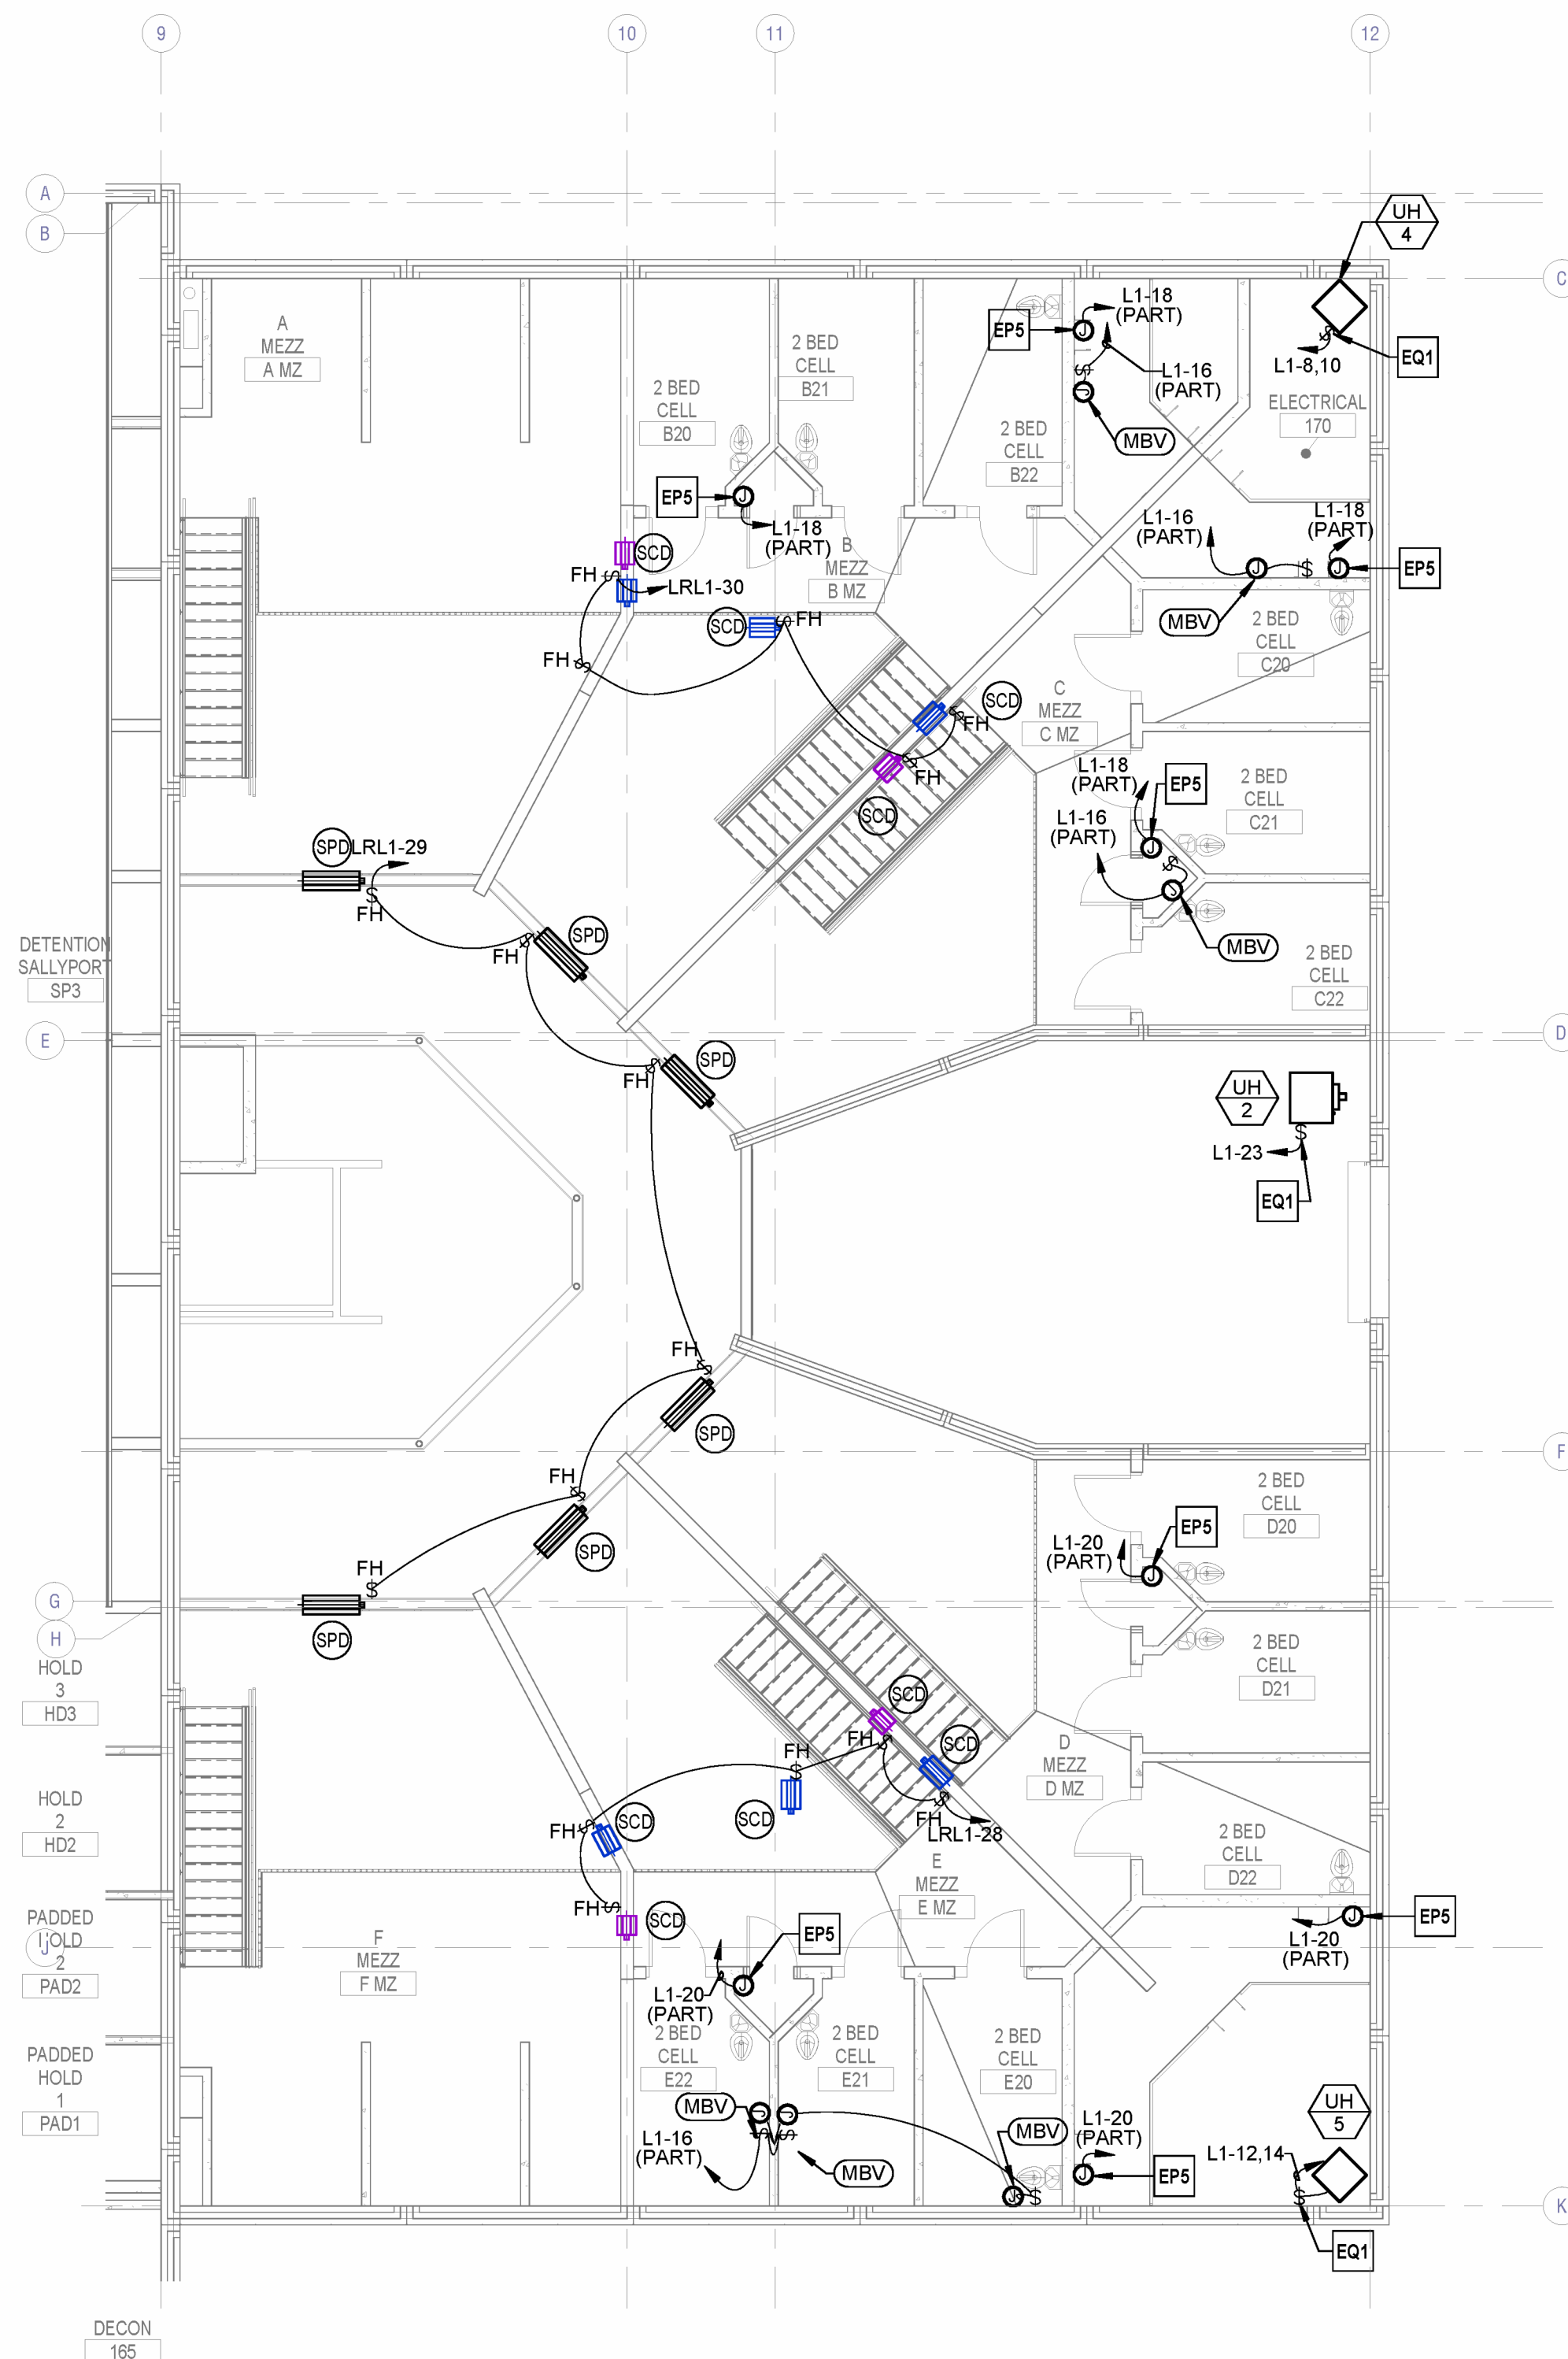 9
10
11
12
A
B
C
UH
4
A
MEZZ
A MZ
2 BED
CELL
B20
2 BED
CELL
B21
2 BED
CELL
B22
EP5
J
L1-18
(PART)
L1-16
(PART)
$
J
MBV
$
L1-8,10
EQ1
ELECTRICAL
170
EP5
J
L1-18
(PART)
B
MEZZ
B MZ
SCD
FH
$
LRL1-30
L1-16
(PART)
L1-18
(PART)
J
$
J
EP5
MBV
SCD
$
FH
FH
$
2 BED
CELL
C20
C
MEZZ
C MZ
SCD
$
FH
$
FH
SCD
L1-18
(PART)
EP5
L1-16
(PART)
J
$
J
2 BED
CELL
C21
MBV
2 BED
CELL
C22
SPD
LRL1-29
$
FH
SPD
$
FH
DETENTION
SALLYPORT
SP3
E
D
SPD
$
FH
UH
2
$
L1-23
EQ1
FH
$
SPD
F
FH
$
SPD
2 BED
CELL
D20
EP5
L1-20
(PART)
J
FH
$
SPD
G
H
HOLD
3
HD3
2 BED
CELL
D21
SCD
FH
$
SCD
FH
$
D
MEZZ
D MZ
HOLD
2
HD2
SCD
FH
$
SCD
$
FH
LRL1-28
2 BED
CELL
D22
E
MEZZ
E MZ
FH
$
SCD
PADDED
HOLD
2
PAD2
J
F
MEZZ
F MZ
EP5
J
L1-20
(PART)
J
EP5
L1-20
(PART)
2 BED
CELL
E22
2 BED
CELL
E21
2 BED
CELL
E20
PADDED
HOLD
1
PAD1
MBV
J
J
$
$
L1-16
(PART)
MBV
MBV
L1-20
(PART)
J
EP5
J
$
UH
5
L1-12,14
$
K
EQ1
DECON
165